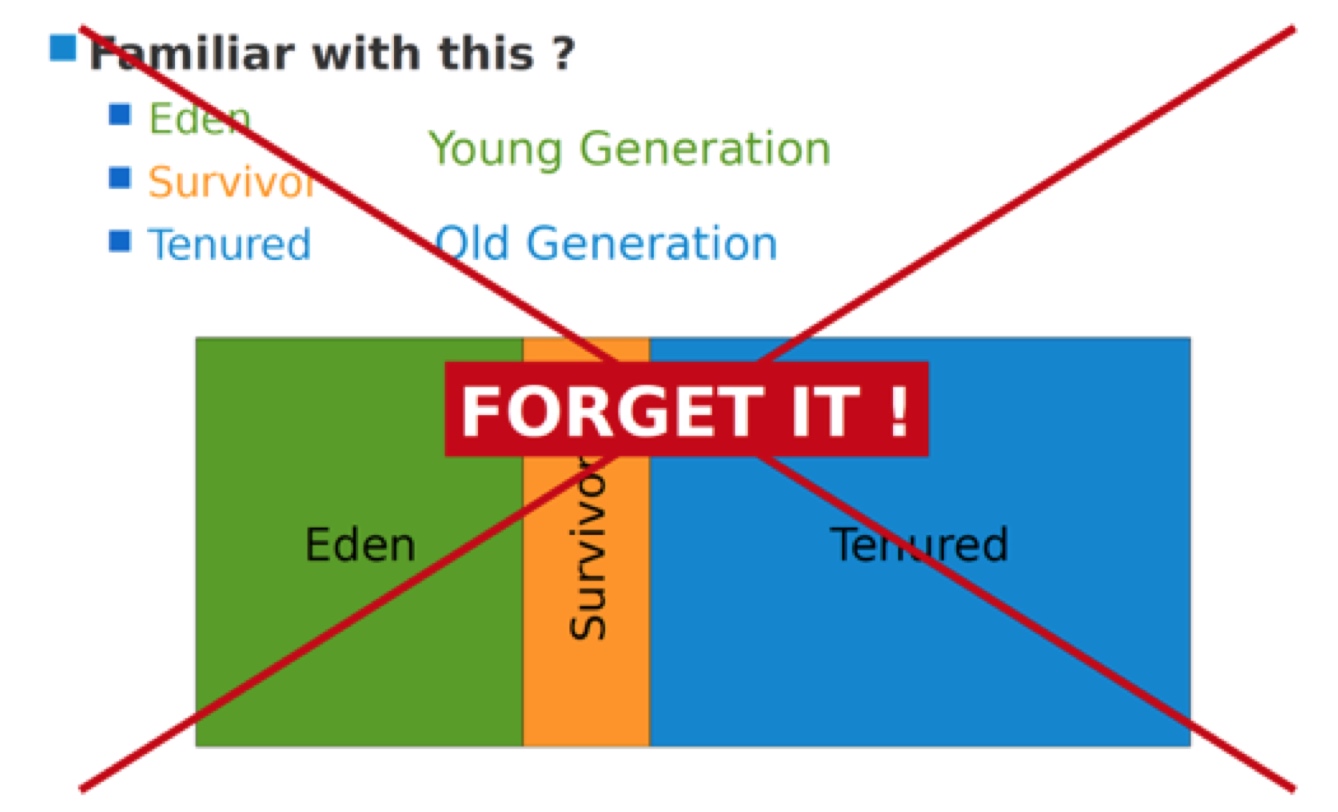 Familiar with this ?
Eden
Young Generation
Survivor
Tenured
Old Generation
FORGET IT !
Eden
Survivor
Tenured